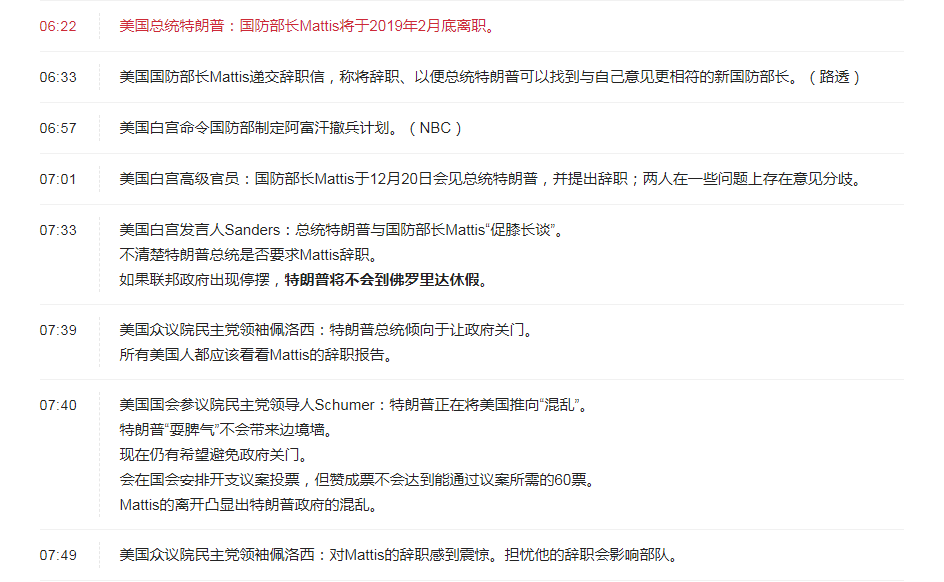 06:22 美国总统特朗普：国防部长Mattis将于2019年2月底离职。
06:33 美国国防部长Mattis递交辞职信，称将辞职、以便总统特朗普可以找到与自己意见更相符的新国防部长。（路透）
06:57 美国白宫命令国防部制定阿富汗撤兵计划。（NBC）
07:01 美国白宫高级官员：国防部长Mattis于12月20日会见总统特朗普，并提出辞职；两人在一些问题上存在意见分歧。
07:33 美国白宫发言人Sanders：总统特朗普与国防部长Mattis“促膝长谈”。
不清楚特朗普总统是否要求Mattis辞职。
如果联邦政府出现停摆，特朗普将不会到佛罗里达休假。
07:39 美国众议院民主党领袖佩洛西：特朗普总统倾向于让政府关门。
所有美国人都应该看看Mattis的辞职报告。
07:40 美国国会参议院民主党领导人Schumer：特朗普正在将美国推向“混乱”。
特朗普“耍脾气”不会带来边境墙。
现在仍有希望避免政府关门。
会在国会安排开支议案投票，但赞成票不会达到能通过议案所需的60票。
Mattis的离开凸显出特朗普政府的混乱。
07:49 美国众议院民主党领袖佩洛西：对Mattis的辞职感到震惊。担忧他的辞职会影响部队。